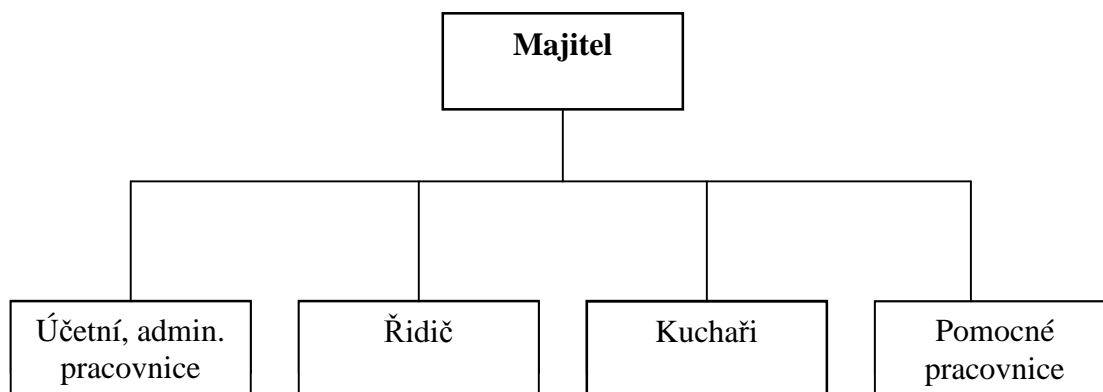 Majitel
Účetní, admin.
pracovnice
Řidič
Kuchaři
Pomocné
pracovnice